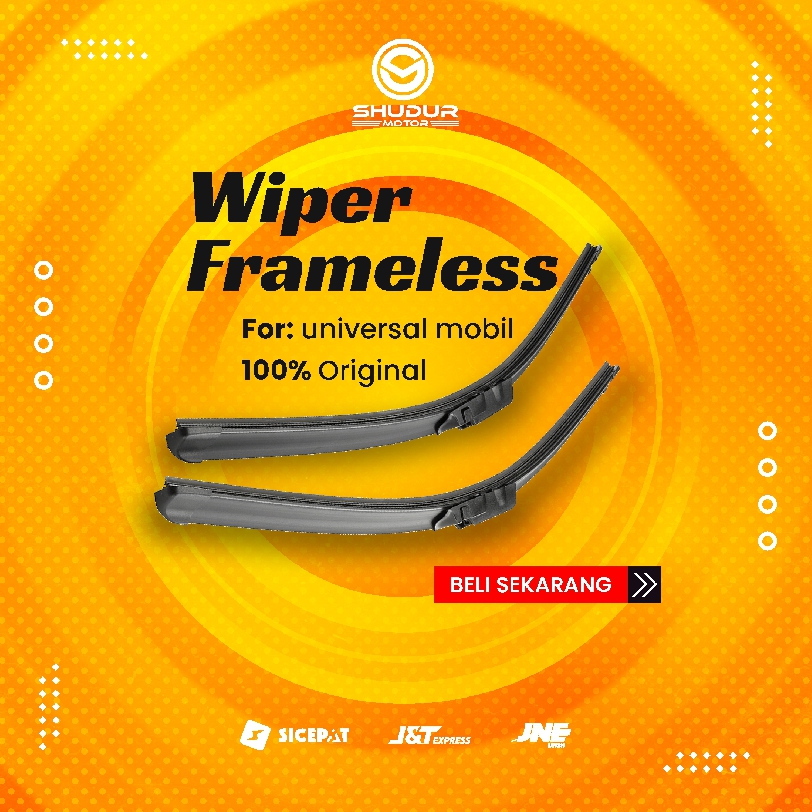 SHUDUR
MOTOR
Wiper
Frameless
For: universal mobil
100% Original
BELI SEKARANG
SICEPAT
J&T EXPRESS
JNE